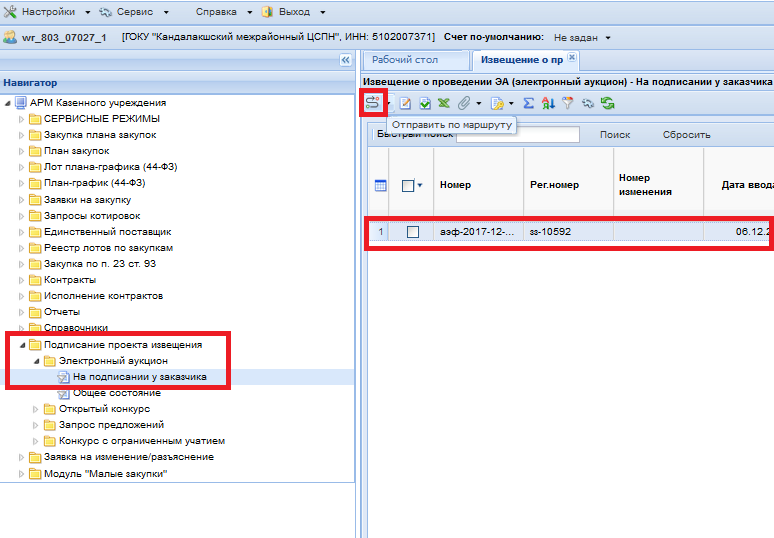 Настройки Сервис Справка Выход
wr_803_07027_1 [ГОКУ "Кандалакшский межрайонный ЦСПН", ИНН: 5102007371] Счет по-умолчанию: Не задан
Навигатор
АРМ Казенного учреждения
СЕРВИСНЫЕ РЕЖИМЫ
Закупка плана закупок
План закупок
Лот плана-графика (44-ФЗ)
План-график (44-ФЗ)
Заявки на закупку
Запросы котировок
Единственный поставщик
Реестр лотов по закупкам
Закупка по п. 23 ст. 93
Контракты
Исполнение контрактов
Отчеты
Справочники
Подписание проекта извещения
Электронный аукцион
На подписании у заказчика
Общее состояние
Открытый конкурс
Запрос предложений
Конкурс с ограниченным учатием
Заявка на изменение/разъяснение
Модуль "Малые закупки"
Рабочий стол Извещение о пр
Извещение о проведении ЭА (электронный аукцион) - На подписании у заказчика
Отправить по маршруту
Быстрый поиск Поиск Сбросить
Номер Рег.номер Номер изменения Дата ввода
1 аэф-2017-12-... ss-10592 06.12.2